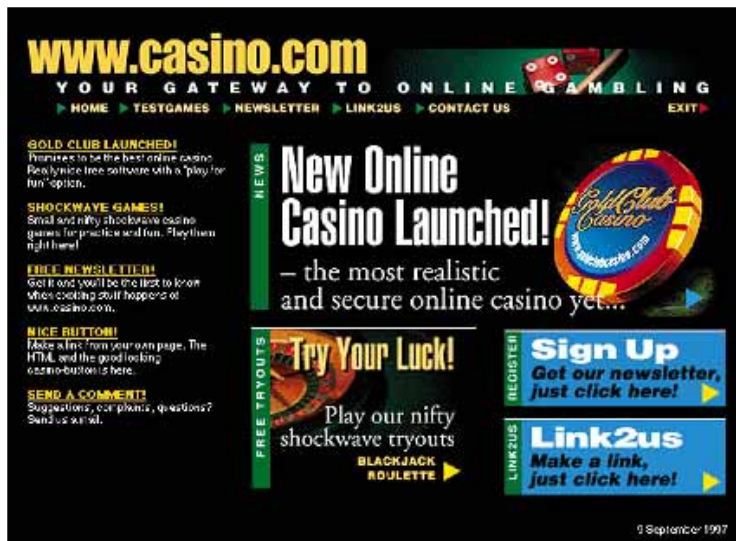 www.casino.com
YOUR GATEWAY TO ONLINE GAMBLING
HOME TESTGAMES NEWSLETTER LINK2US CONTACT US EXIT
GOLD CLUB LAUNCHED!
Promises to be the best online casino.
Really nice free software with a "play for
fun"-option.
SHOCKWAVE GAMES!
Small and nifty shockwave casino
games for practice and fun. Play them
right here!
FREE NEWSLETTER!
Get it and you'll be the first to know
when exciting stuff happens at
www.casino.com.
NICE BUTTON!
Make a link from your own page. The
HTML and the good looking
casino-button is here.
SEND A COMMENT!
Suggestions, complaints, questions?
Send us a mail.
NEWS
New Online
Casino Launched!
– the most realistic
and secure online casino yet...
Gold Club
Casino
www.goldclubcasino.com
FREE TRYOUTS
Try Your Luck!
Play our nifty
shockwave tryouts
BLACKJACK
ROULETTE
REGISTER
Sign Up
Get our newsletter,
just click here!
LINK2US
Link2us
Make a link,
just click here!
9 September 1997